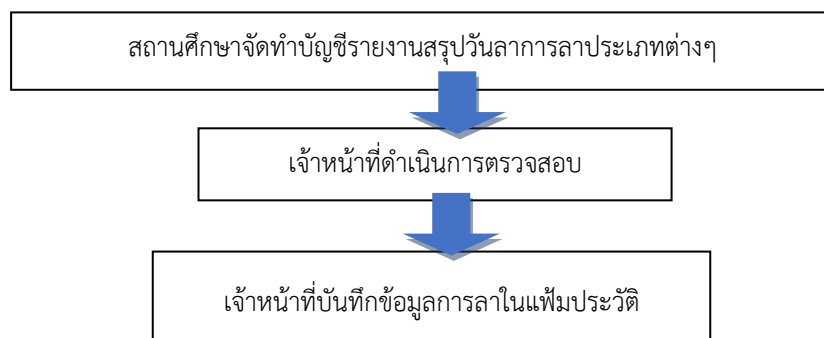 สถานศึกษาจัดทำบัญชีรายงานสรุปวันลาการลาประเภทต่างๆ
เจ้าหน้าที่ดำเนินการตรวจสอบ
เจ้าหน้าที่บันทึกข้อมูลการลาในแฟ้มประวัติ